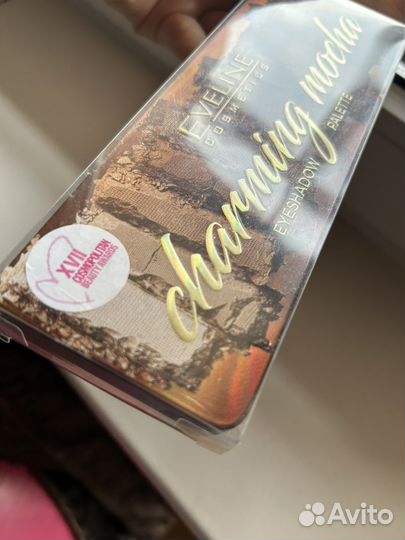 EVELINE
COSMETICS
charming mocha
EYESHADOW PALETTE
XVII
COSMOPOLITAN
BEAUTY AWARDS
Avito